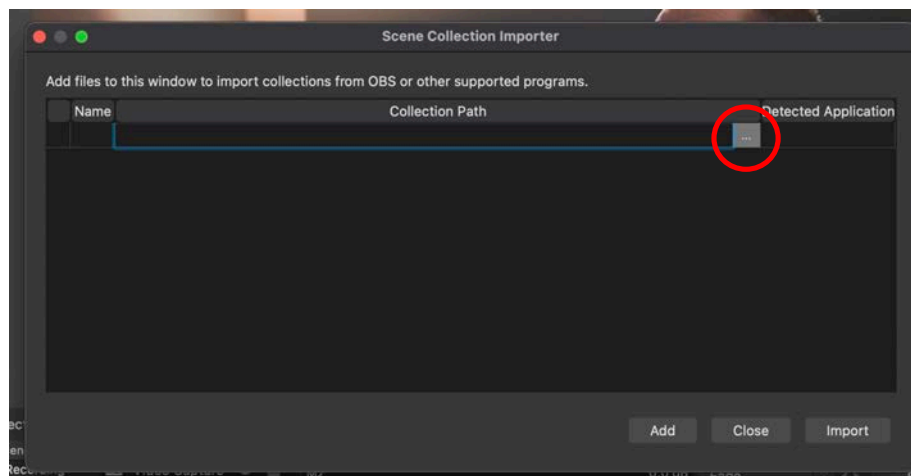 Scene Collection Importer
Add files to this window to import collections from OBS or other supported programs.
Name Collection Path Detected Application
...
Add Close Import